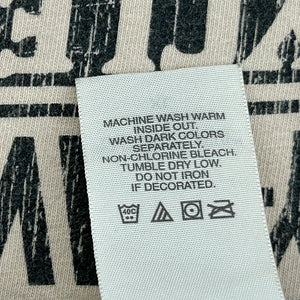 MACHINE WASH WARM
INSIDE OUT.
WASH DARK COLORS
SEPARATELY.
NON-CHLORINE BLEACH.
TUMBLE DRY LOW.
DO NOT IRON
IF DECORATED.
40C